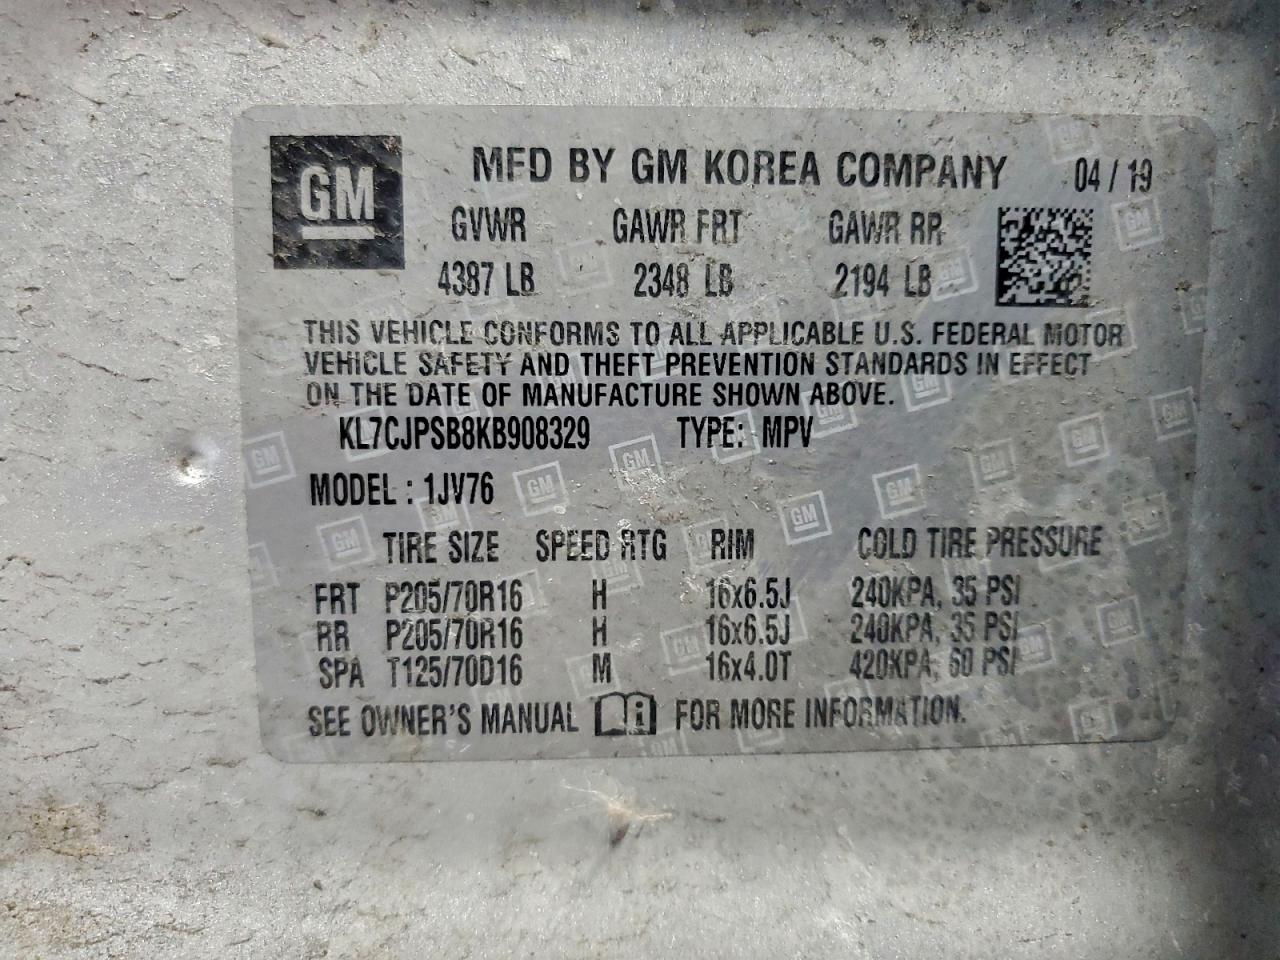 GM
MFD BY GM KOREA COMPANY 04 / 19
GVWR GAWR FRT GAWR RR
4387 LB 2348 LB 2194 LB
THIS VEHICLE CONFORMS TO ALL APPLICABLE U.S. FEDERAL MOTOR
VEHICLE SAFETY AND THEFT PREVENTION STANDARDS IN EFFECT
ON THE DATE OF MANUFACTURE SHOWN ABOVE.
KL7CJPSB8KB908329 TYPE: MPV
MODEL : 1JV76
TIRE SIZE SPEED RTG RIM COLD TIRE PRESSURE
FRT P205/70R16 H 16x6.5J 240KPA, 35 PSI
RR P205/70R16 H 16x6.5J 240KPA, 35 PSI
SPA T125/70D16 M 16x4.0T 420KPA, 60 PSI
SEE OWNER'S MANUAL FOR MORE INFORMATION.